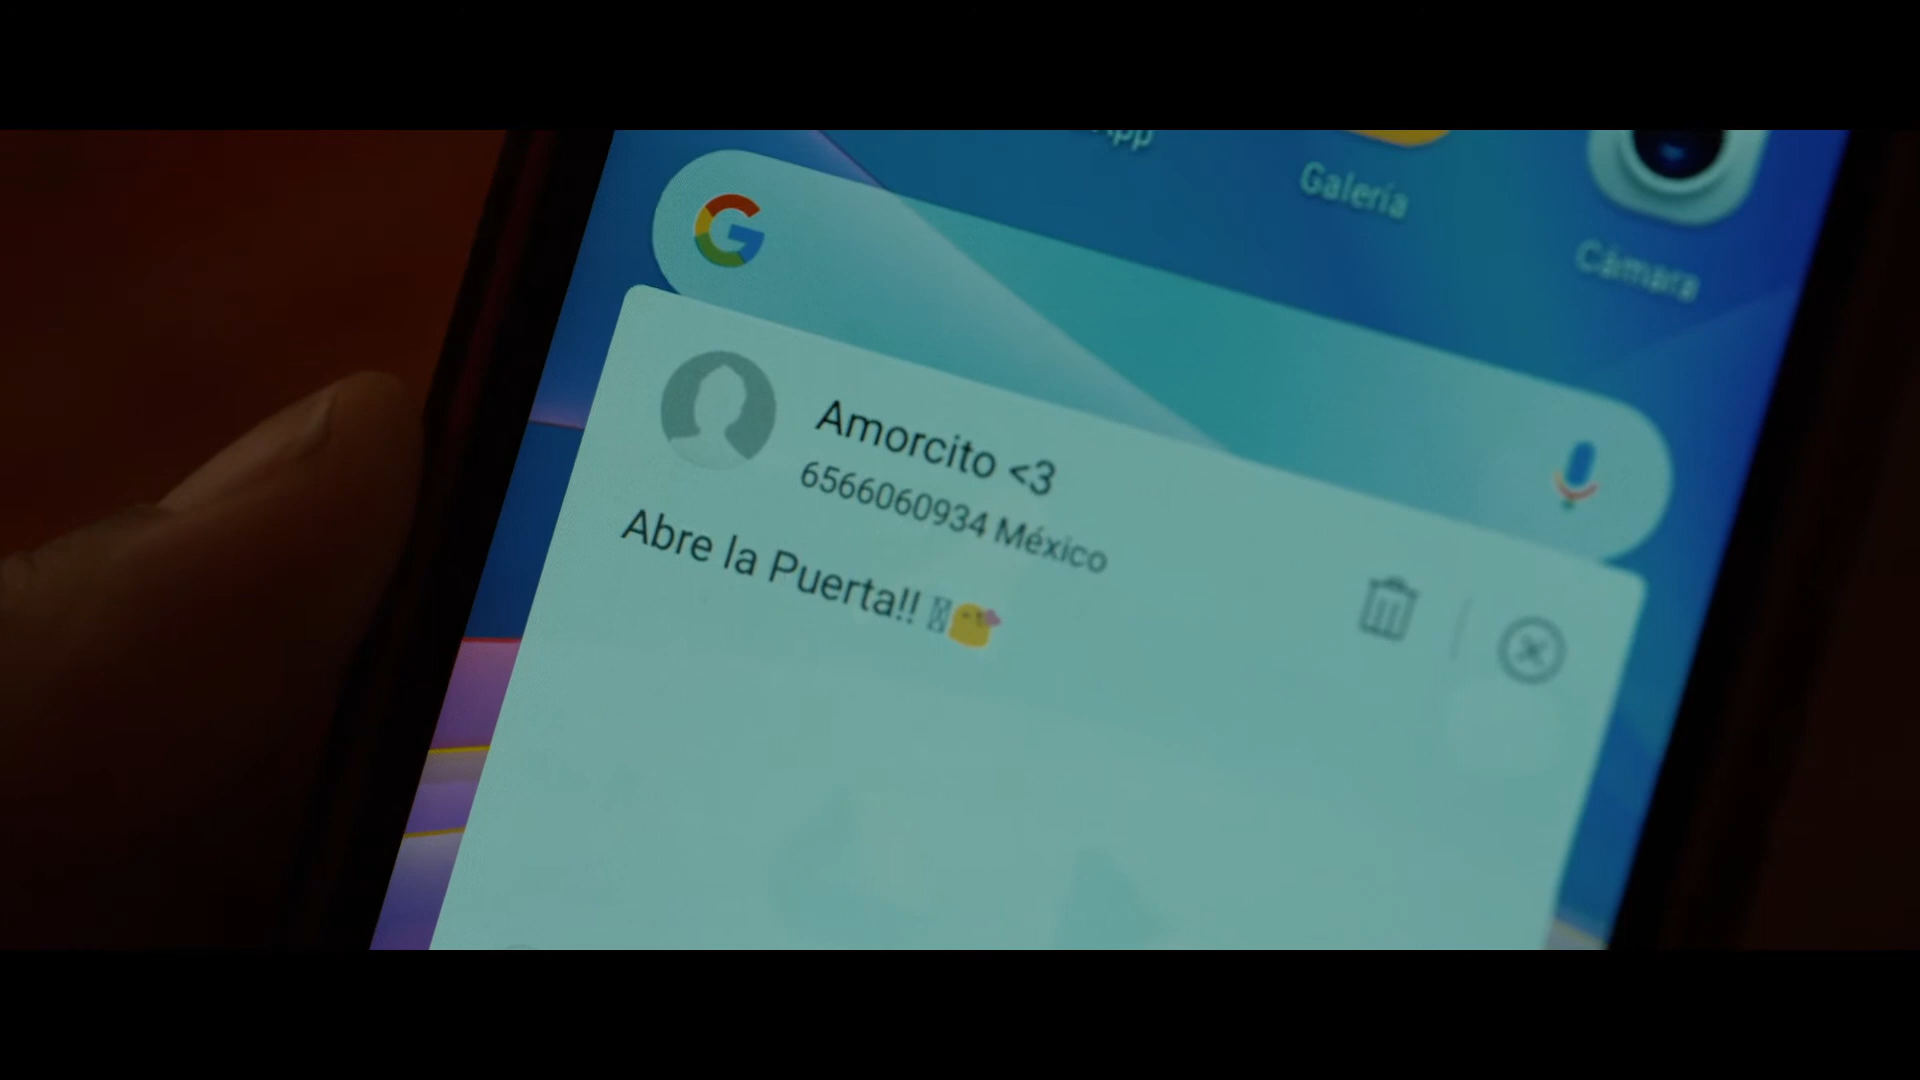 Galería
Cámara
Amorcito <3
6566060934 México
Abre la Puerta!!